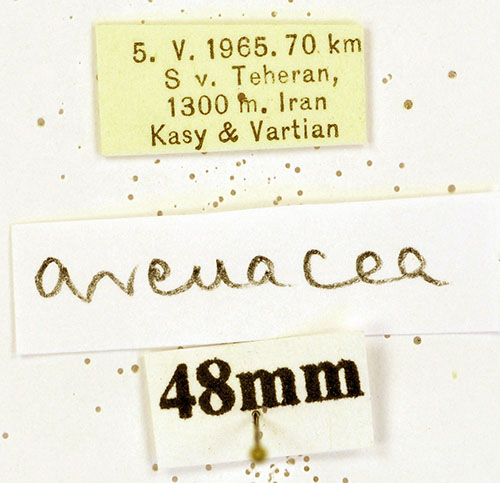 5. V. 1965. 70 km
S v. Teheran,
1300 m. Iran
Kasy & Vartian
arenacea
48mm